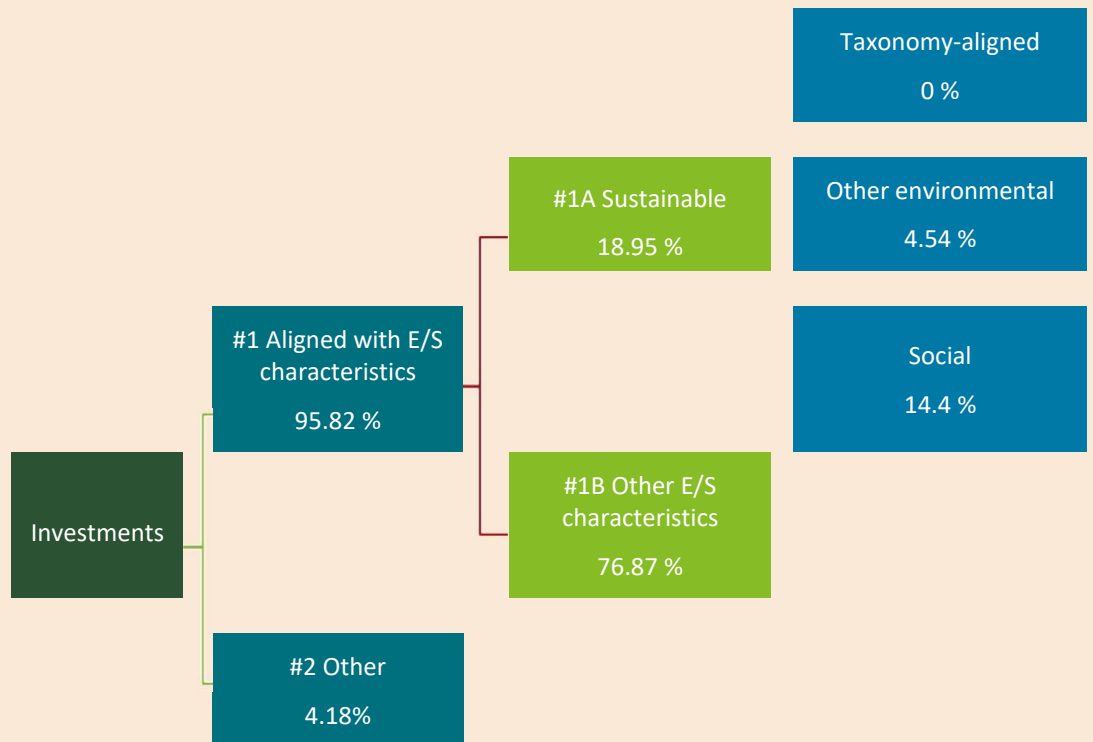 Taxonomy-aligned
0 %
#1A Sustainable
18.95 %
Other environmental
4.54 %
#1 Aligned with E/S
characteristics
95.82 %
Social
14.4 %
Investments
#1B Other E/S
characteristics
76.87 %
#2 Other
4.18%